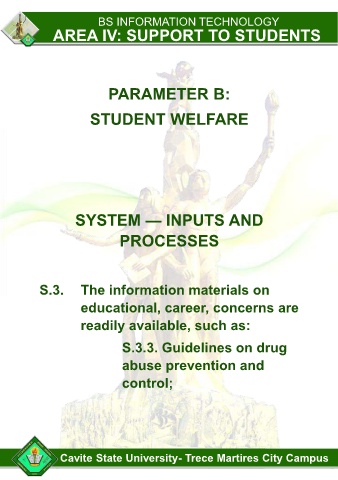 BS INFORMATION TECHNOLOGY
AREA IV: SUPPORT TO STUDENTS
PARAMETER B:
STUDENT WELFARE
SYSTEM — INPUTS AND
PROCESSES
S.3. The information materials on
educational, career, concerns are
readily available, such as:
S.3.3. Guidelines on drug
abuse prevention and
control;
Cavite State University- Trece Martires City Campus